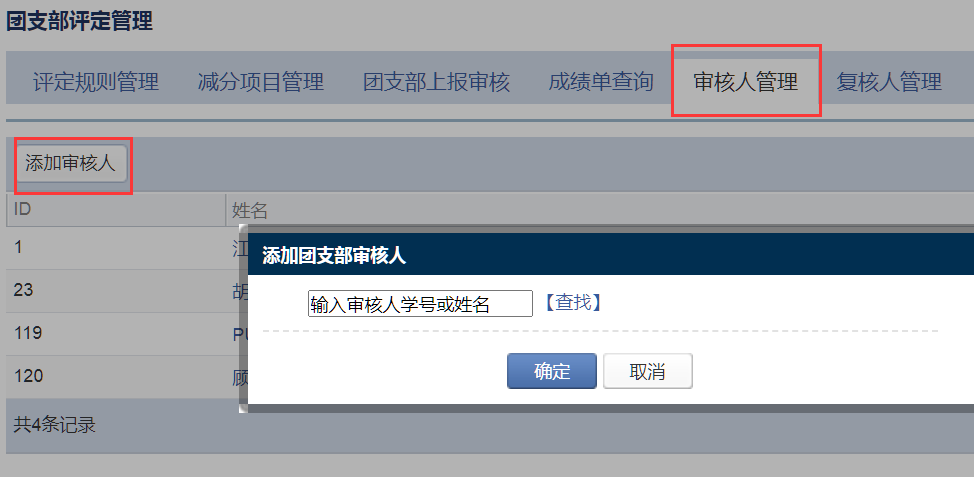 团支部评定管理
评定规则管理 减分项目管理 团支部上报审核 成绩单查询 审核人管理 复核人管理
添加审核人
ID 姓名
添加团支部审核人
1 江
23 胡
输入审核人学号或姓名 【查找】
119
120 顾
确定 取消
共4条记录